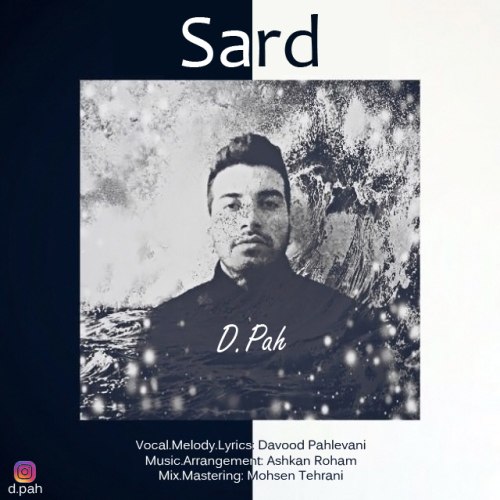 Sard
D.Pah
Vocal.Melody.Lyrics: Davood Pahlevani
Music.Arrangement: Ashkan Roham
Mix.Mastering: Mohsen Tehrani
d.pah